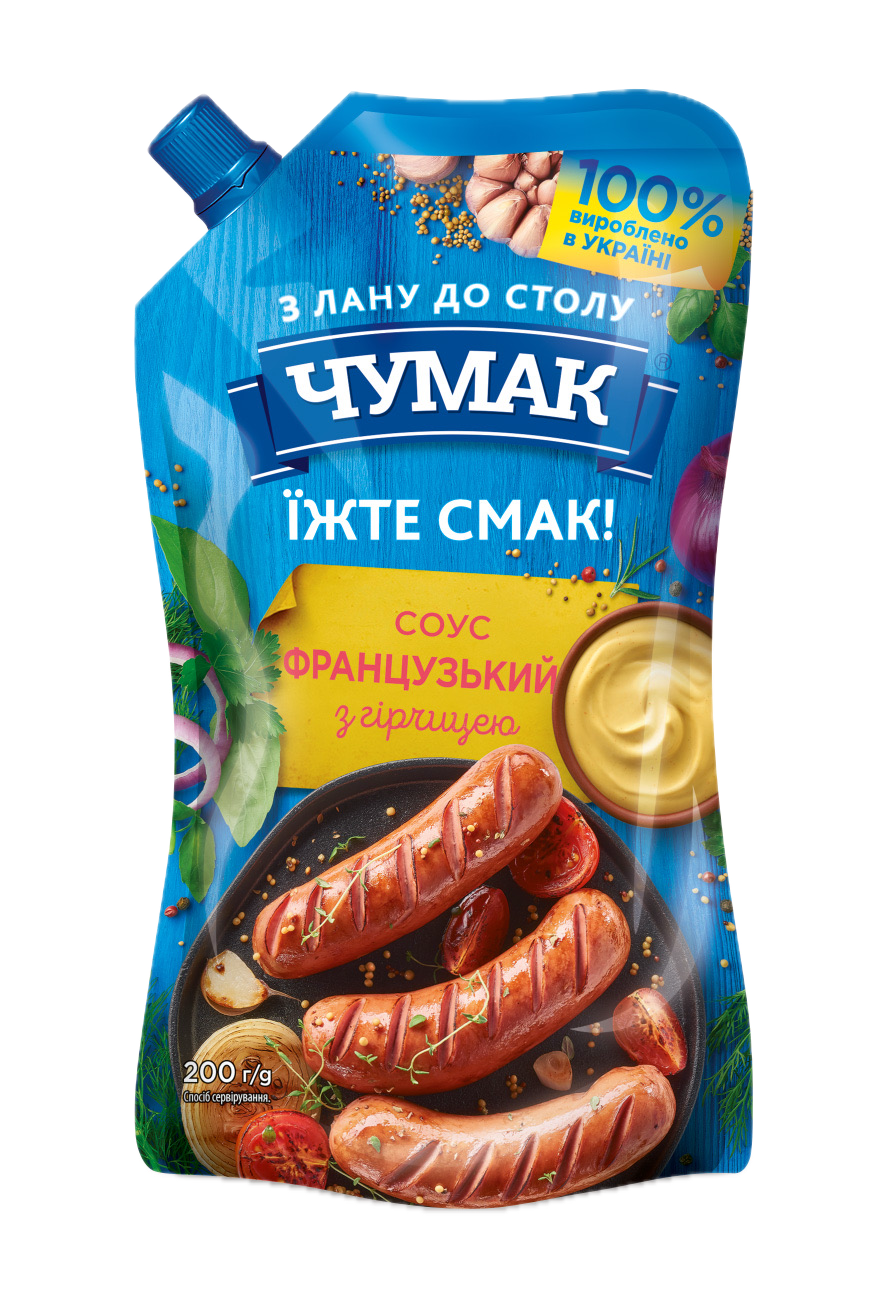 100%
вироблено
в УКРАЇНІ
З ЛАНУ ДО СТОЛУ
ЧУМАК
®
ЇЖТЕ СМАК!
СОУС
ФРАНЦУЗЬКИЙ
з гірчицею
200 г/g
Спосіб сервірування.